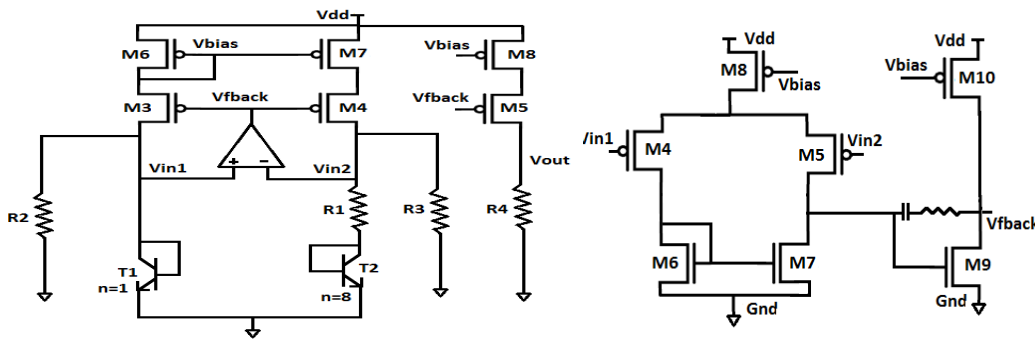 Vdd
M6
Vbias
M7
Vbias
M8
M3
Vfback
M4
Vfback
M5
Vin1
+
-
Vin2
Vout
R2
R1
R3
R4
T1
n=1
T2
n=8
Vdd
M8
Vbias
Vdd
Vbias
M10
Vin1
M4
M5
Vin2
Vfback
M6
M7
M9
Gnd
Gnd